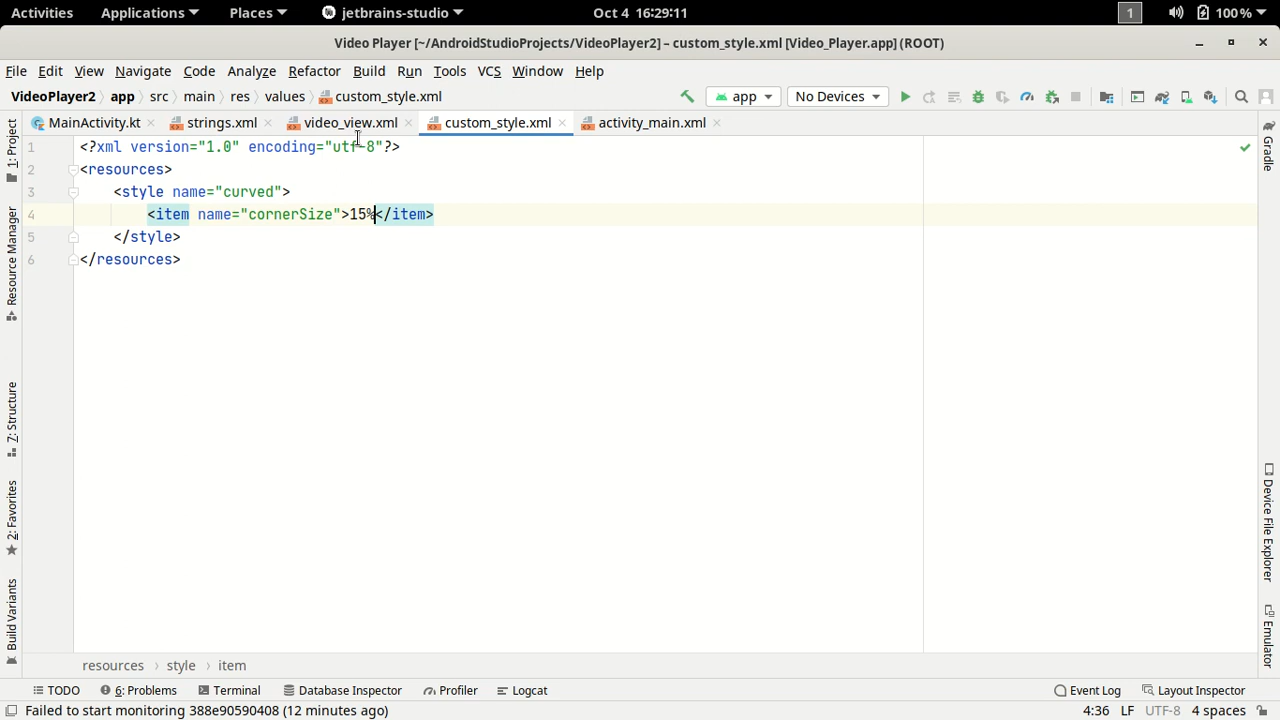 Activities Applications Places jetbrains-studio Oct 4 16:29:11 1 100%
Video Player [~/AndroidStudioProjects/VideoPlayer2] – custom_style.xml [Video_Player.app] (ROOT)
File Edit View Navigate Code Analyze Refactor Build Run Tools VCS Window Help
VideoPlayer2 app src main res values custom_style.xml app No Devices
MainActivity.kt strings.xml video_view.xml custom_style.xml activity_main.xml
1 <?xml version="1.0" encoding="utf-8"?>
2 <resources>
3 <style name="curved">
4 <item name="cornerSize">15%</item>
5 </style>
6 </resources>
1: Project
Resource Manager
Z: Structure
2: Favorites
Build Variants
Gradle
Device File Explorer
Emulator
resources › style › item
TODO 6: Problems Terminal Database Inspector Profiler Logcat Event Log Layout Inspector
Failed to start monitoring 388e90590408 (12 minutes ago) 4:36 LF UTF-8 4 spaces